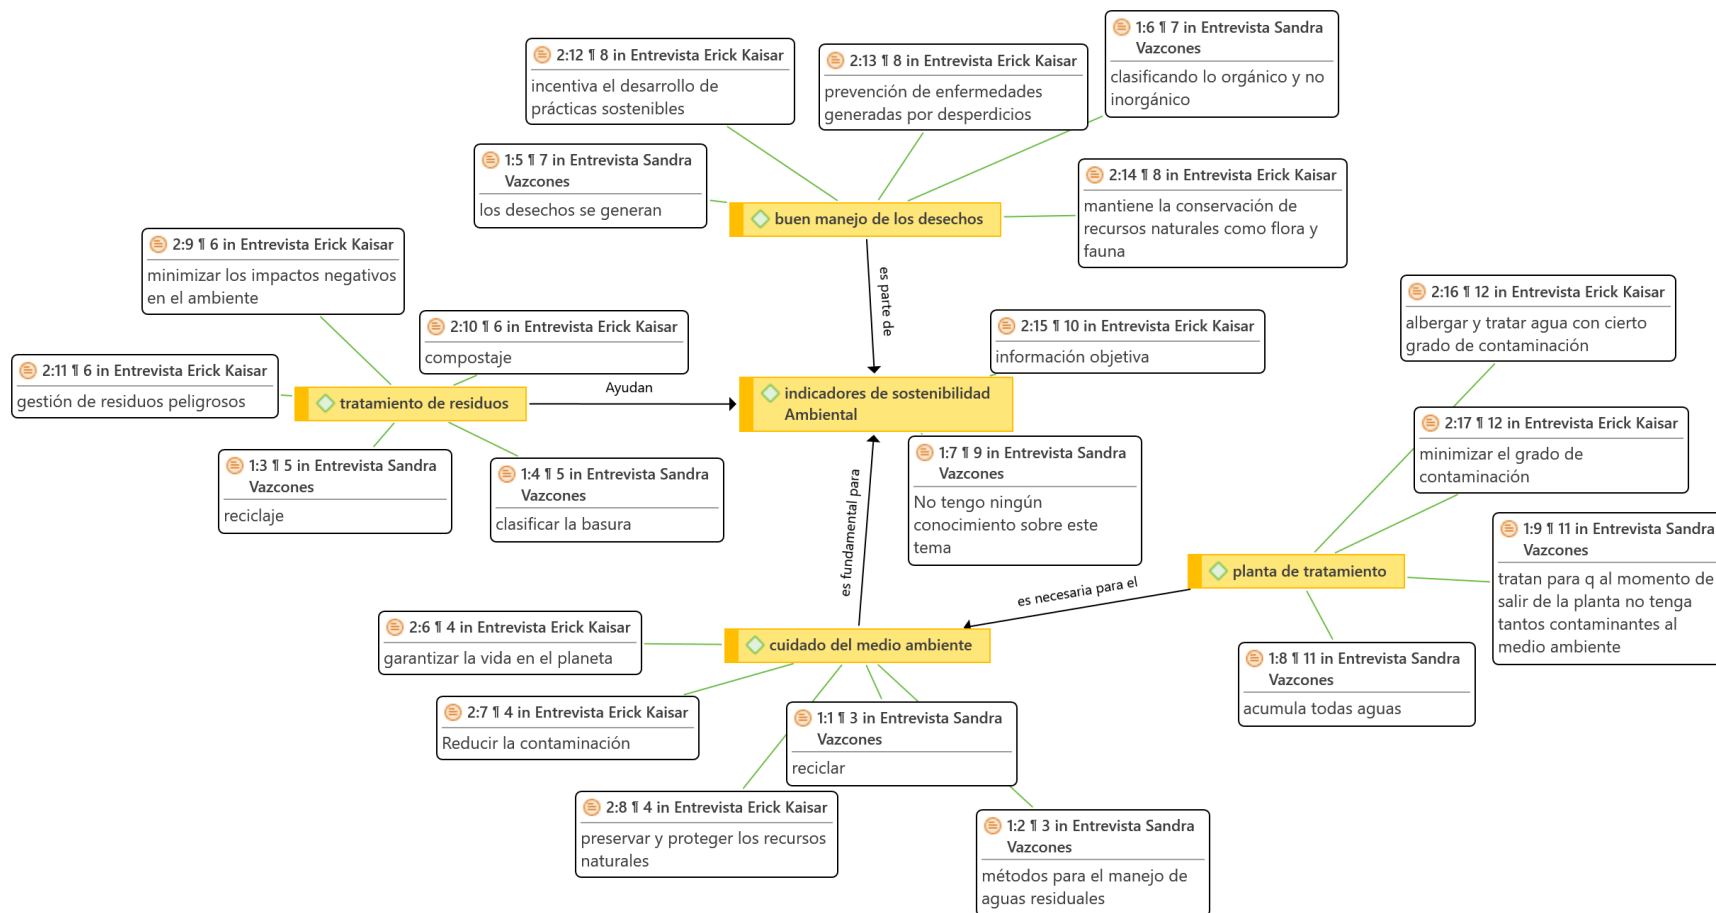 1:6 ¶ 7 in Entrevista Sandra
Vazcones
clasificando lo orgánico y no
inorgánico
2:12 ¶ 8 in Entrevista Erick Kaisar
incentiva el desarrollo de
prácticas sostenibles
2:13 ¶ 8 in Entrevista Erick Kaisar
prevención de enfermedades
generadas por desperdicios
1:5 ¶ 7 in Entrevista Sandra
Vazcones
los desechos se generan
2:14 ¶ 8 in Entrevista Erick Kaisar
mantiene la conservación de
recursos naturales como flora y
fauna
buen manejo de los desechos
es parte de
2:9 ¶ 6 in Entrevista Erick Kaisar
minimizar los impactos negativos
en el ambiente
2:10 ¶ 6 in Entrevista Erick Kaisar
compostaje
2:11 ¶ 6 in Entrevista Erick Kaisar
gestión de residuos peligrosos
tratamiento de residuos
Ayudan
1:3 ¶ 5 in Entrevista Sandra
Vazcones
reciclaje
1:4 ¶ 5 in Entrevista Sandra
Vazcones
clasificar la basura
2:15 ¶ 10 in Entrevista Erick Kaisar
información objetiva
indicadores de sostenibilidad
Ambiental
1:7 ¶ 9 in Entrevista Sandra
Vazcones
No tengo ningún
conocimiento sobre este
tema
es fundamental para
2:16 ¶ 12 in Entrevista Erick Kaisar
albergar y tratar agua con cierto
grado de contaminación
2:17 ¶ 12 in Entrevista Erick Kaisar
minimizar el grado de
contaminación
1:9 ¶ 11 in Entrevista Sandra
Vazcones
tratan para q al momento de
salir de la planta no tenga
tantos contaminantes al
medio ambiente
planta de tratamiento
es necesaria para el
1:8 ¶ 11 in Entrevista Sandra
Vazcones
acumula todas aguas
cuidado del medio ambiente
2:6 ¶ 4 in Entrevista Erick Kaisar
garantizar la vida en el planeta
2:7 ¶ 4 in Entrevista Erick Kaisar
Reducir la contaminación
1:1 ¶ 3 in Entrevista Sandra
Vazcones
reciclar
2:8 ¶ 4 in Entrevista Erick Kaisar
preservar y proteger los recursos
naturales
1:2 ¶ 3 in Entrevista Sandra
Vazcones
métodos para el manejo de
aguas residuales